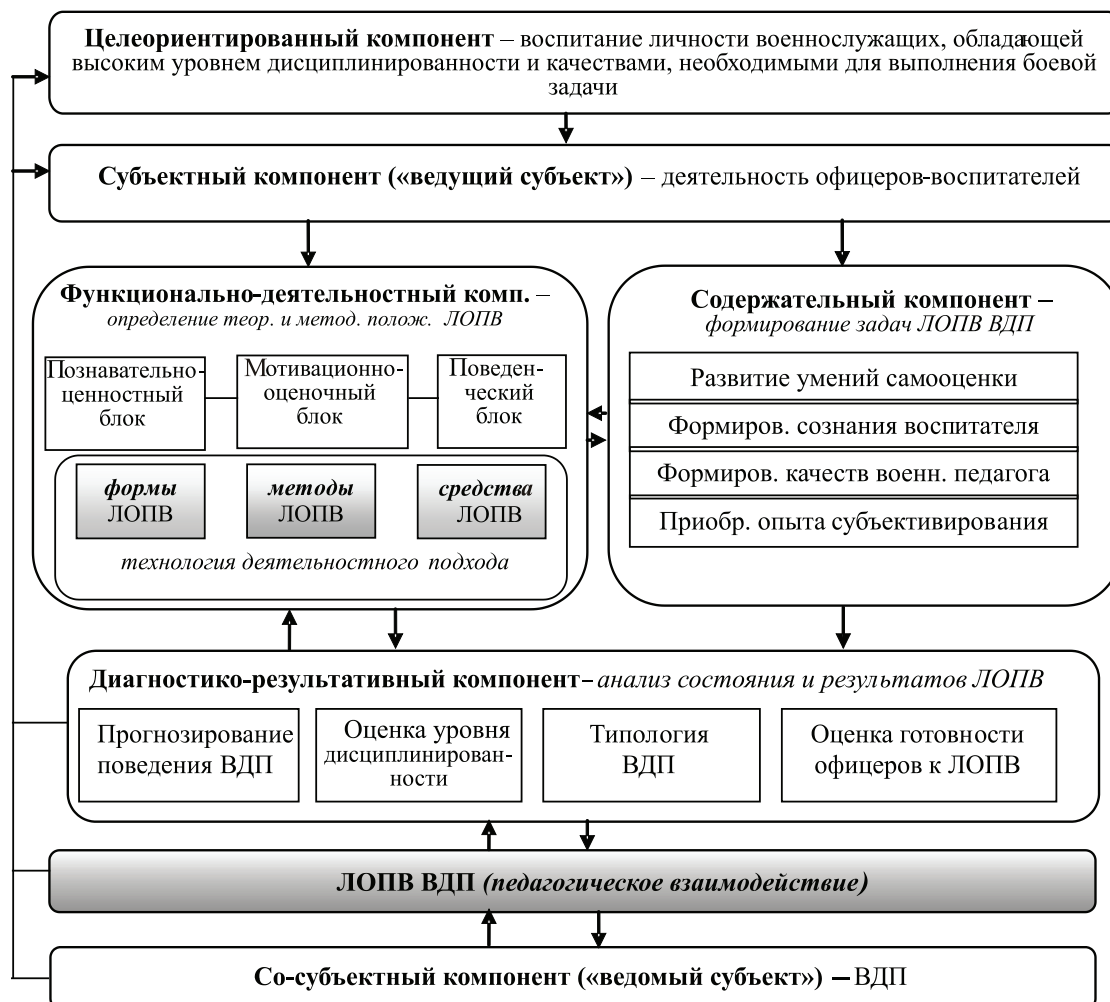 Целеориентированный компонент – воспитание личности военнослужащих, обладающей
высоким уровнем дисциплинированности и качествами, необходимыми для выполнения боевой
задачи
Субъектный компонент («ведущий субъект») – деятельность офицеров-воспитателей
Функционально-деятельностный комп. –
определение теор. и метод. полож. ЛОПВ
Познавательно-
ценностный
блок
Мотивационно-
оценочный
блок
Поведен-
ческий
блок
формы
ЛОПВ
методы
ЛОПВ
средства
ЛОПВ
технология деятельностного подхода
Содержательный компонент –
формирование задач ЛОПВ ВДП
Развитие умений самооценки
Формиров. сознания воспитателя
Формиров. качеств военн. педагога
Приобр. опыта субъективирования
Диагностико-результативный компонент – анализ состояния и результатов ЛОПВ
Прогнозирование
поведения ВДП
Оценка уровня
дисциплинирован-
ности
Типология
ВДП
Оценка готовности
офицеров к ЛОПВ
ЛОПВ ВДП (педагогическое взаимодействие)
Со-субъектный компонент («ведомый субъект») – ВДП